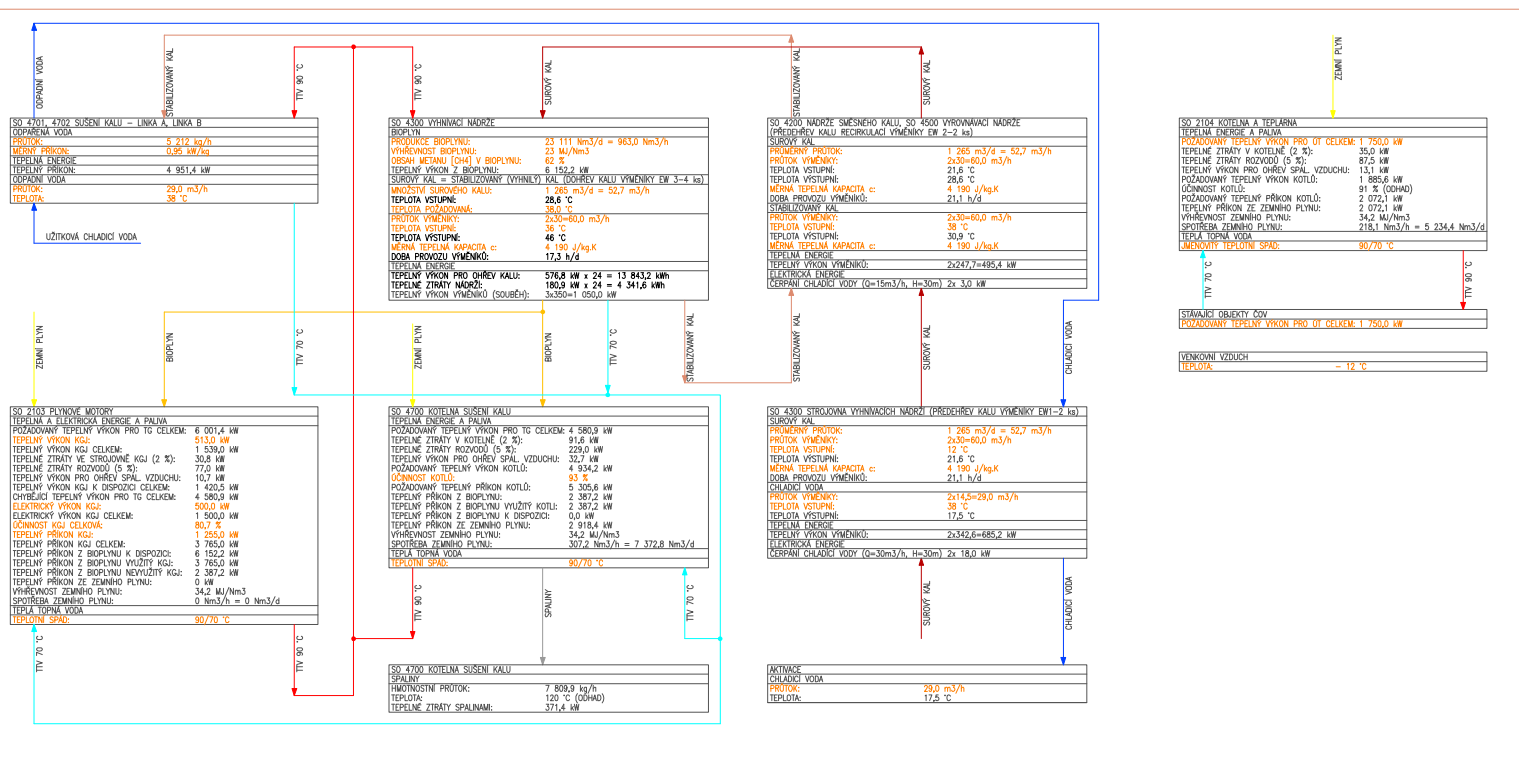 ODPADNÍ VODA
STABILIZOVANÝ KAL
TTV 90 °C
SO 4701, 4702 SUŠENÍ KALU – LINKA A, LINKA B
ODPAŘENÁ VODA
PRŮTOK: 5 212 kg/h
MĚRNÝ PŘÍKON: 0,95 kW/kg
TEPELNÁ ENERGIE
TEPELNÝ PŘÍKON: 4 951,4 kW
ODPADNÍ VODA
PRŮTOK: 29,0 m3/h
TEPLOTA: 38 °C
UŽITKOVÁ CHLADICÍ VODA
TTV 90 °C
SUROVÝ KAL
SO 4300 VYHNÍVACÍ NÁDRŽE
BIOPLYN
PRODUKCE BIOPLYNU: 23 111 Nm3/d = 963,0 Nm3/h
VÝHŘEVNOST BIOPLYNU: 23 MJ/Nm3
OBSAH METANU [CH4] V BIOPLYNU: 62 %
TEPELNÝ VÝKON Z BIOPLYNU: 6 152,2 kW
SUROVÝ KAL = STABILIZOVANÝ (VYHNILÝ) KAL (DOHŘEV KALU VÝMĚNÍKY EW 3-4 ks)
MNOŽSTVÍ SUROVÉHO KALU: 1 265 m3/d = 52,7 m3/h
TEPLOTA VSTUPNÍ: 28,6 °C
TEPLOTA POŽADOVANÁ: 38,0 °C
PRŮTOK VÝMĚNÍKY: 2x30=60,0 m3/h
TEPLOTA VSTUPNÍ: 36 °C
TEPLOTA VÝSTUPNÍ: 46 °C
MĚRNÁ TEPELNÁ KAPACITA c: 4 190 J/kg.K
DOBA PROVOZU VÝMĚNÍKŮ: 17,3 h/d
TEPELNÁ ENERGIE
TEPELNÝ VÝKON PRO OHŘEV KALU: 576,8 kW x 24 = 13 843,2 kWh
TEPELNÉ ZTRÁTY NÁDRŽÍ: 180,9 kW x 24 = 4 341,6 kWh
TEPELNÝ VÝKON VÝMĚNÍKŮ (SOUBĚH): 3x350=1 050,0 kW
STABILIZOVANÝ KAL
SUROVÝ KAL
SO 4200 NÁDRŽE SMĚSNÉHO KALU, SO 4500 VYROVNÁVACÍ NÁDRŽE
(PŘEDEHŘEV KALU RECIRKULACÍ VÝMĚNÍKY EW 2-2 ks)
SUROVÝ KAL
PRŮMĚRNÝ PRŮTOK: 1 265 m3/d = 52,7 m3/h
PRŮTOK VÝMĚNÍKY: 2x30=60,0 m3/h
TEPLOTA VSTUPNÍ: 21,6 °C
TEPLOTA VÝSTUPNÍ: 28,6 °C
MĚRNÁ TEPELNÁ KAPACITA c: 4 190 J/kg.K
DOBA PROVOZU VÝMĚNÍKŮ: 21,1 h/d
STABILIZOVANÝ KAL
PRŮTOK VÝMĚNÍKY: 2x30=60,0 m3/h
TEPLOTA VSTUPNÍ: 38 °C
TEPLOTA VÝSTUPNÍ: 30,9 °C
MĚRNÁ TEPELNÁ KAPACITA c: 4 190 J/kg.K
TEPELNÁ ENERGIE
TEPELNÝ VÝKON VÝMĚNÍKŮ: 2x247,7=495,4 kW
ELEKTRICKÁ ENERGIE
ČERPÁNÍ CHLADÍCÍ VODY (Q=15m3/h, H=30m) 2x 3,0 kW
ZEMNÍ PLYN
SO 2104 KOTELNA A TEPLÁRNA
TEPELNÁ ENERGIE A PALIVA
POŽADOVANÝ TEPELNÝ VÝKON PRO ÚT CELKEM: 1 750,0 kW
TEPELNÉ ZTRÁTY V KOTELNĚ (2 %): 35,0 kW
TEPELNÉ ZTRÁTY ROZVODŮ (5 %): 87,5 kW
TEPELNÝ VÝKON PRO OHŘEV SPAL. VZDUCHU: 13,1 kW
POŽADOVANÝ TEPELNÝ VÝKON KOTLŮ: 1 885,6 kW
ÚČINNOST KOTLŮ: 91 % (ODHAD)
POŽADOVANÝ TEPELNÝ PŘÍKON KOTLŮ: 2 072,1 kW
TEPELNÝ PŘÍKON ZE ZEMNÍHO PLYNU: 2 072,1 kW
VÝHŘEVNOST ZEMNÍHO PLYNU: 34,2 MJ/Nm3
SPOTŘEBA ZEMNÍHO PLYNU: 218,1 Nm3/h = 5 234,4 Nm3/d
TEPLÁ TOPNÁ VODA
JMENOVITÝ TEPLOTNÍ SPÁD: 90/70 °C
TTV 70 °C
TTV 90 °C
STÁVAJÍCÍ OBJEKTY ČOV
POŽADOVANÝ TEPELNÝ VÝKON PRO ÚT CELKEM: 1 750,0 kW
VENKOVNÍ VZDUCH
TEPLOTA: – 12 °C
ZEMNÍ PLYN
BIOPLYN
TTV 70 °C
ZEMNÍ PLYN
BIOPLYN
TTV 70 °C
STABILIZOVANÝ KAL
STABILIZOVANÝ KAL
SUROVÝ KAL
CHLADICÍ VODA
SO 2103 PLYNOVÉ MOTORY
TEPELNÁ A ELEKTRICKÁ ENERGIE A PALIVA
POŽADOVANÝ TEPELNÝ VÝKON PRO TG CELKEM: 6 001,4 kW
TEPELNÝ VÝKON KGJ: 513,0 kW
TEPELNÝ VÝKON KGJ CELKEM: 1 539,0 kW
TEPELNÉ ZTRÁTY VE STROJOVNĚ KGJ (2 %): 30,8 kW
TEPELNÉ ZTRÁTY ROZVODŮ (5 %): 77,0 kW
TEPELNÝ VÝKON PRO OHŘEV SPAL. VZDUCHU: 10,7 kW
TEPELNÝ VÝKON KGJ K DISPOZICI CELKEM: 1 420,5 kW
CHYBĚJÍCÍ TEPELNÝ VÝKON PRO TG CELKEM: 4 580,9 kW
ELEKTRICKÝ VÝKON KGJ: 500,0 kW
ELEKTRICKÝ VÝKON KGJ CELKEM: 1 500,0 kW
ÚČINNOST KGJ CELKOVÁ: 80,7 %
TEPELNÝ PŘÍKON KGJ: 1 255,0 kW
TEPELNÝ PŘÍKON KGJ CELKEM: 3 765,0 kW
TEPELNÝ PŘÍKON Z BIOPLYNU K DISPOZICI: 6 152,2 kW
TEPELNÝ PŘÍKON Z BIOPLYNU VYUŽITÝ KGJ: 3 765,0 kW
TEPELNÝ PŘÍKON Z BIOPLYNU NEVYUŽITÝ KGJ: 2 387,2 kW
TEPELNÝ PŘÍKON ZE ZEMNÍHO PLYNU: 0 kW
VÝHŘEVNOST ZEMNÍHO PLYNU: 34,2 MJ/Nm3
SPOTŘEBA ZEMNÍHO PLYNU: 0 Nm3/h = 0 Nm3/d
TEPLÁ TOPNÁ VODA
TEPLOTNÍ SPÁD: 90/70 °C
TTV 70 °C
TTV 90 °C
SO 4700 KOTELNA SUŠENÍ KALU
TEPELNÁ ENERGIE A PALIVA
POŽADOVANÝ TEPELNÝ VÝKON PRO TG CELKEM: 4 580,9 kW
TEPELNÉ ZTRÁTY V KOTELNĚ (2 %): 91,6 kW
TEPELNÉ ZTRÁTY ROZVODŮ (5 %): 229,0 kW
TEPELNÝ VÝKON PRO OHŘEV SPAL. VZDUCHU: 32,7 kW
POŽADOVANÝ TEPELNÝ VÝKON KOTLŮ: 4 934,2 kW
ÚČINNOST KOTLŮ: 93 %
POŽADOVANÝ TEPELNÝ PŘÍKON KOTLŮ: 5 305,6 kW
TEPELNÝ PŘÍKON Z BIOPLYNU: 2 387,2 kW
TEPELNÝ PŘÍKON Z BIOPLYNU VYUŽITÝ KOTLI: 2 387,2 kW
TEPELNÝ PŘÍKON Z BIOPLYNU K DISPOZICI: 0,0 kW
TEPELNÝ PŘÍKON ZE ZEMNÍHO PLYNU: 2 918,4 kW
VÝHŘEVNOST ZEMNÍHO PLYNU: 34,2 MJ/Nm3
SPOTŘEBA ZEMNÍHO PLYNU: 307,2 Nm3/h = 7 372,8 Nm3/d
TEPLÁ TOPNÁ VODA
TEPLOTNÍ SPÁD: 90/70 °C
TTV 90 °C
SPALINY
TTV 70 °C
SO 4700 KOTELNA SUŠENÍ KALU
SPALINY
HMOTNOSTNÍ PRŮTOK: 7 809,9 kg/h
TEPLOTA: 120 °C (ODHAD)
TEPELNÉ ZTRÁTY SPALINAMI: 371,4 kW
SO 4300 STROJOVNA VYHNÍVACÍCH NÁDRŽÍ (PŘEDEHŘEV KALU VÝMĚNÍKY EW1-2 ks)
SUROVÝ KAL
PRŮMĚRNÝ PRŮTOK: 1 265 m3/d = 52,7 m3/h
PRŮTOK VÝMĚNÍKY: 2x30=60,0 m3/h
TEPLOTA VSTUPNÍ: 12 °C
TEPLOTA VÝSTUPNÍ: 21,6 °C
MĚRNÁ TEPELNÁ KAPACITA c: 4 190 J/kg.K
DOBA PROVOZU VÝMĚNÍKŮ: 21,1 h/d
CHLADICÍ VODA
PRŮTOK VÝMĚNÍKY: 2x14,5=29,0 m3/h
TEPLOTA VSTUPNÍ: 38 °C
TEPLOTA VÝSTUPNÍ: 17,5 °C
TEPELNÁ ENERGIE
TEPELNÝ VÝKON VÝMĚNÍKŮ: 2x342,6=685,2 kW
ELEKTRICKÁ ENERGIE
ČERPÁNÍ CHLADÍCÍ VODY (Q=30m3/h, H=30m) 2x 18,0 kW
SUROVÝ KAL
CHLADICÍ VODA
AKTIVACE
CHLADICÍ VODA
PRŮTOK: 29,0 m3/h
TEPLOTA: 17,5 °C